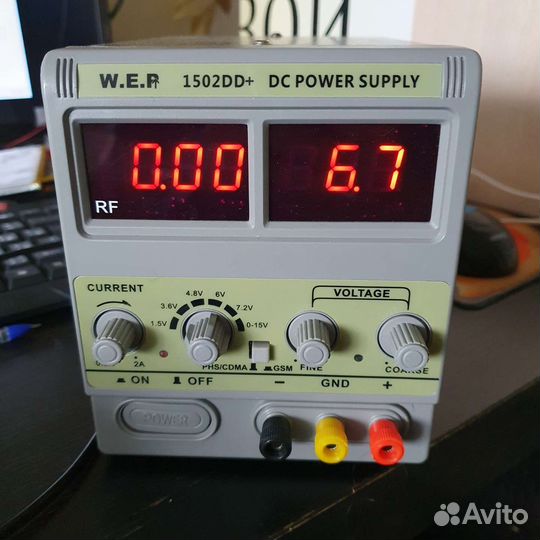 W.E.P 1502DD+ DC POWER SUPPLY
0.00 6.7
RF
CURRENT
1.5V 3.6V 4.8V 6V 7.2V 0-15V
VOLTAGE
2A
PHS/CDMA GSM FINE COARSE
ON OFF − GND +
POWER
Avito